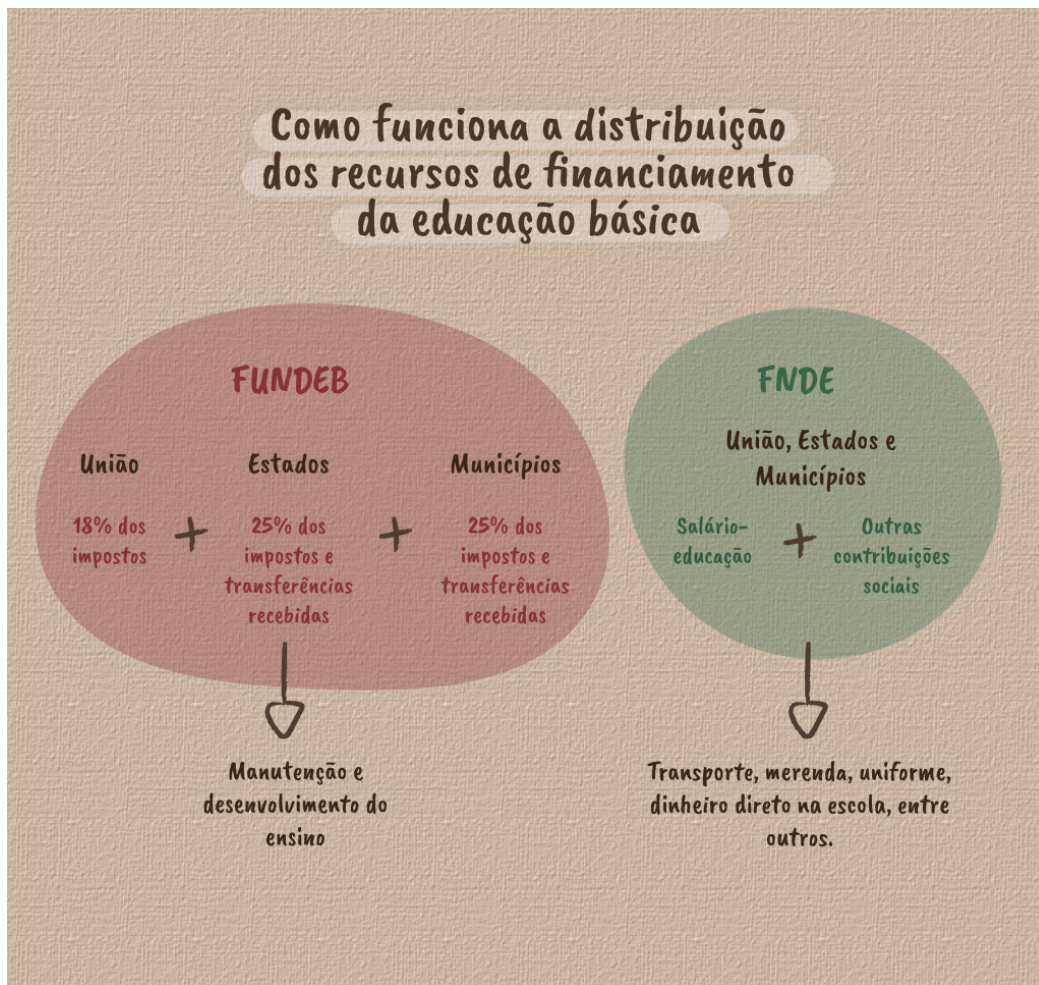 Como funciona a distribuição
dos recursos de financiamento
da educação básica
FUNDEB
União
18% dos
impostos
+
Estados
25% dos
impostos e
transferências
recebidas
+
Municípios
25% dos
impostos e
transferências
recebidas
Manutenção e
desenvolvimento do
ensino
FNDE
União, Estados e
Municípios
Salário-
educação
+
Outras
contribuições
sociais
Transporte, merenda, uniforme,
dinheiro direto na escola, entre
outros.